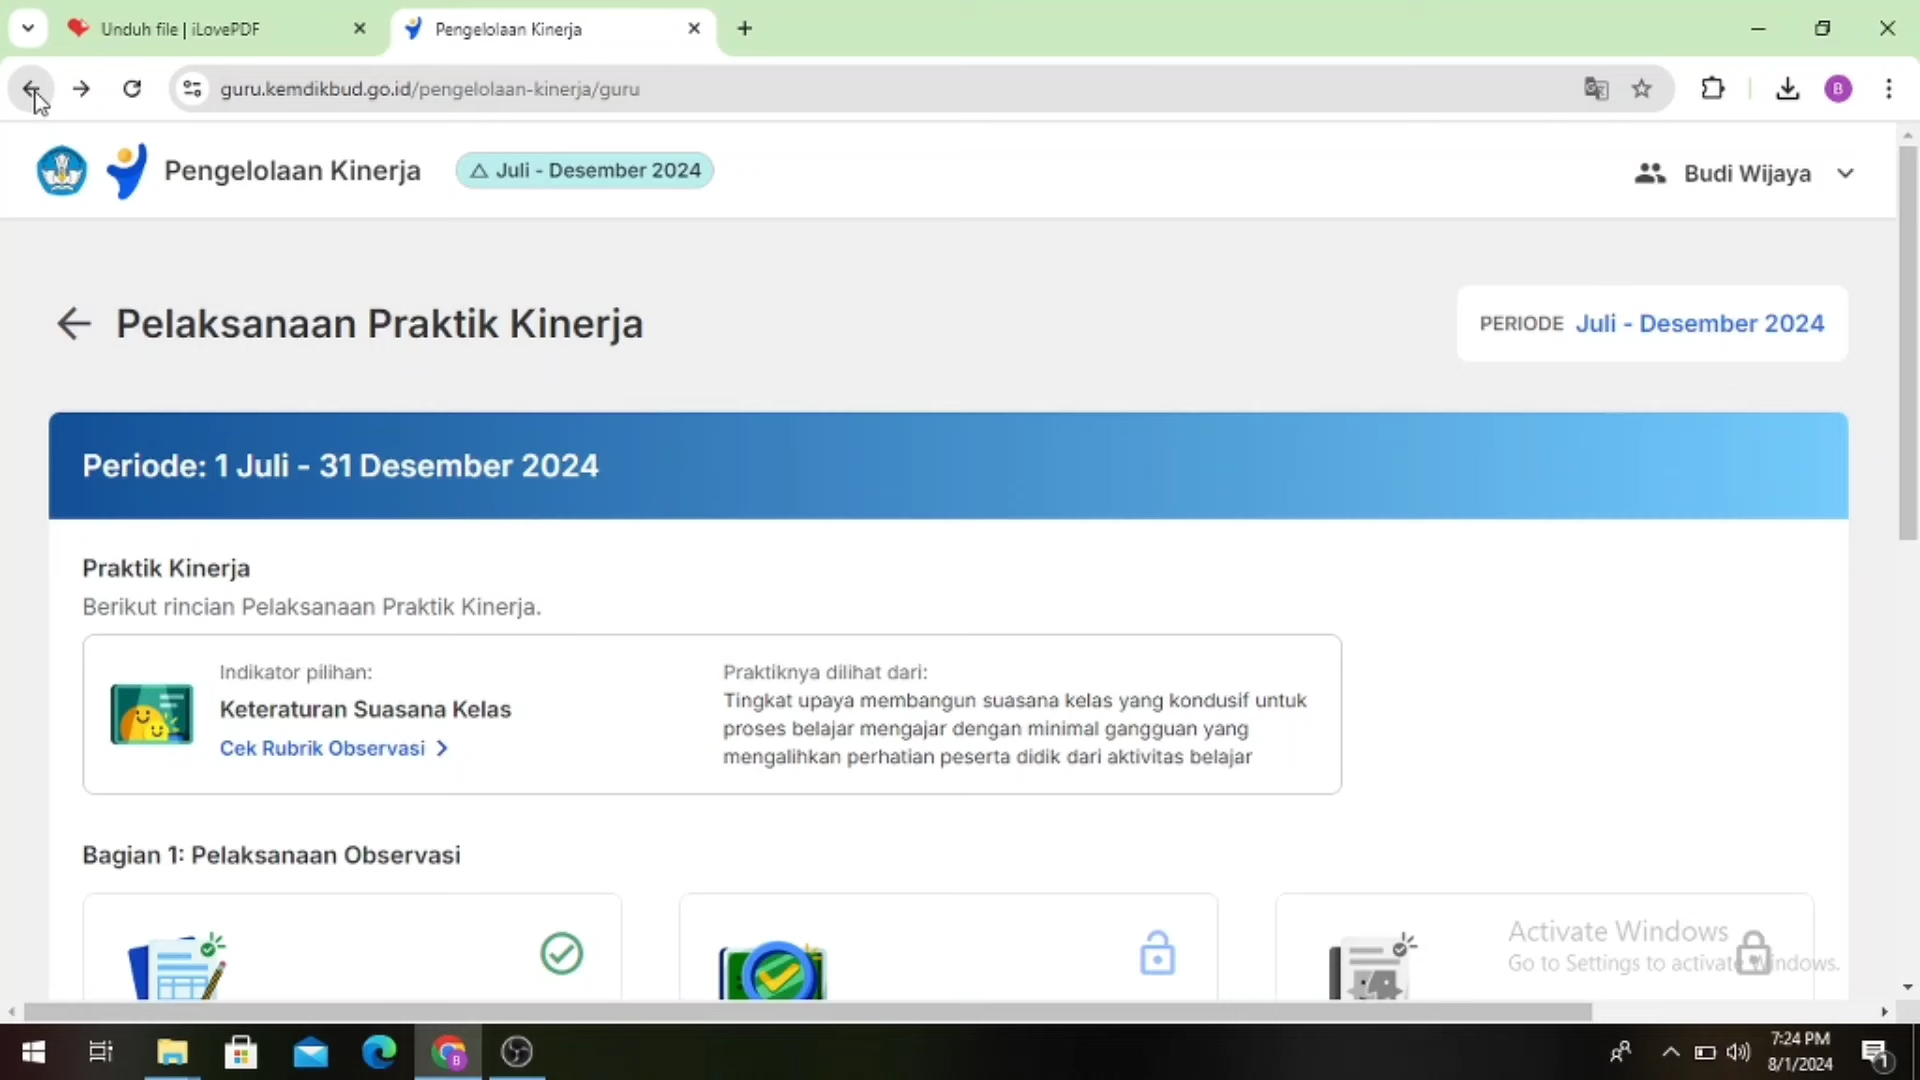 Unduh file | iLovePDF
Pengelolaan Kinerja
guru.kemdikbud.go.id/pengelolaan-kinerja/guru
B
Pengelolaan Kinerja
Juli - Desember 2024
Budi Wijaya
Pelaksanaan Praktik Kinerja
PERIODE Juli - Desember 2024
Periode: 1 Juli - 31 Desember 2024
Praktik Kinerja
Berikut rincian Pelaksanaan Praktik Kinerja.
Indikator pilihan:
Keteraturan Suasana Kelas
Cek Rubrik Observasi
Praktiknya dilihat dari:
Tingkat upaya membangun suasana kelas yang kondusif untuk
proses belajar mengajar dengan minimal gangguan yang
mengalihkan perhatian peserta didik dari aktivitas belajar
Bagian 1: Pelaksanaan Observasi
Activate Windows
Go to Settings to activate Windows.
B
7:24 PM
8/1/2024
1